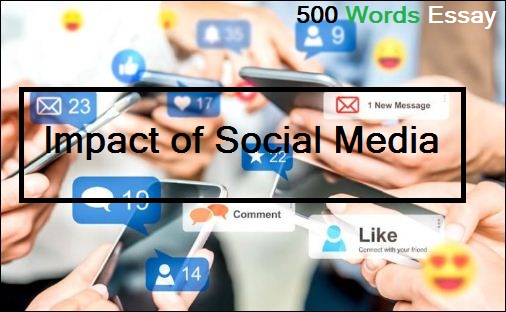 500 Words Essay
35
9
23
17
1 New Message
Impact of Social Media
22
19
Comment
Like
Connect with your friend
14